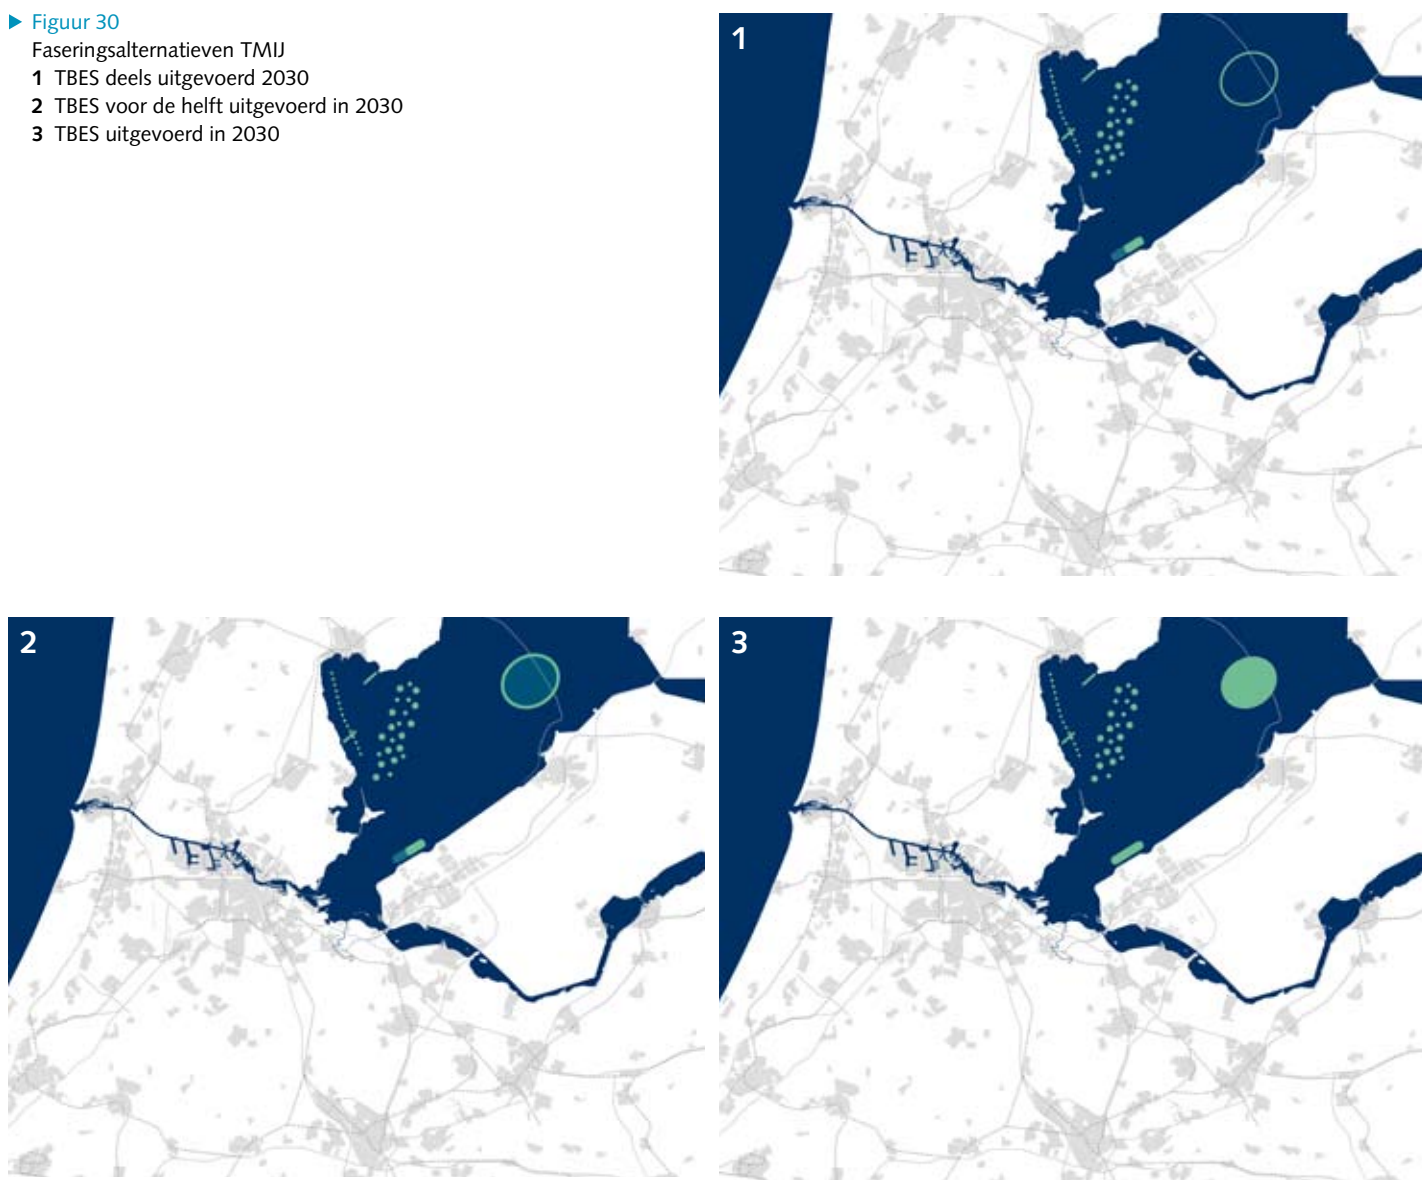 Figuur 30
Faseringsalternatieven TMIJ
1 TBES deels uitgevoerd 2030
2 TBES voor de helft uitgevoerd in 2030
3 TBES uitgevoerd in 2030
1
2
3